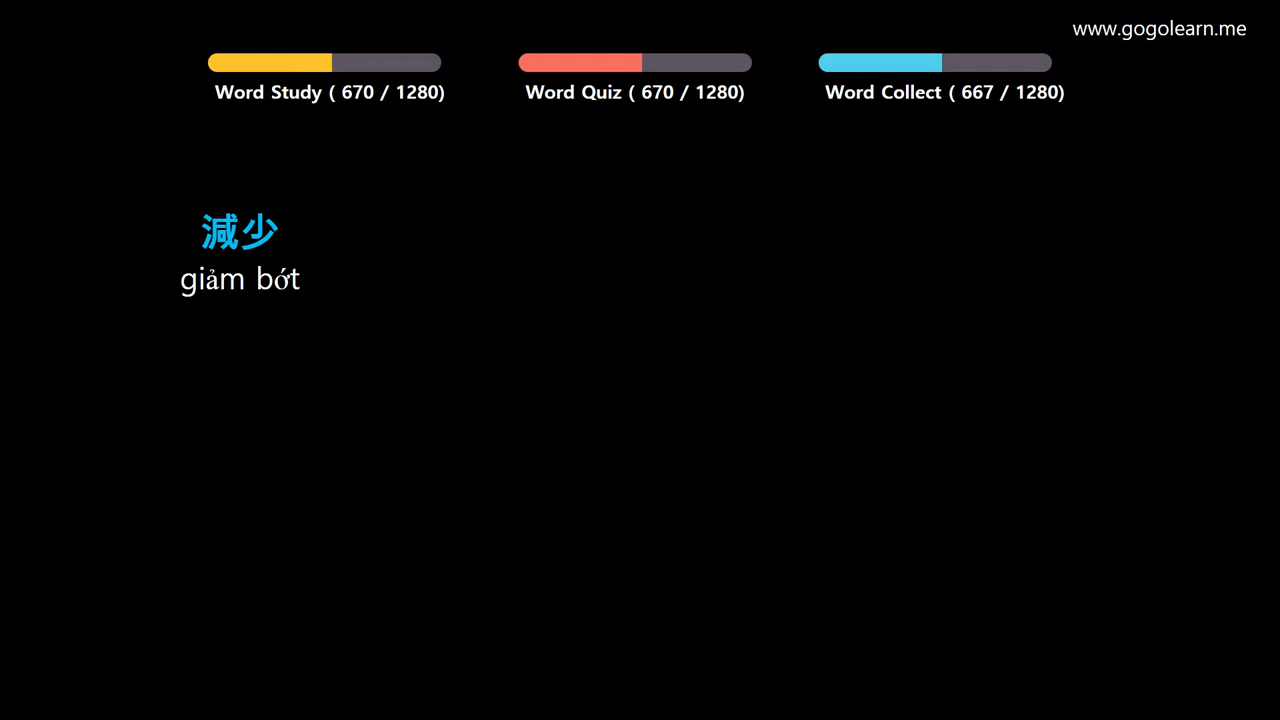 www.gogolearn.me
Word Study ( 670 / 1280)
Word Quiz ( 670 / 1280)
Word Collect ( 667 / 1280)
減少
giảm bớt